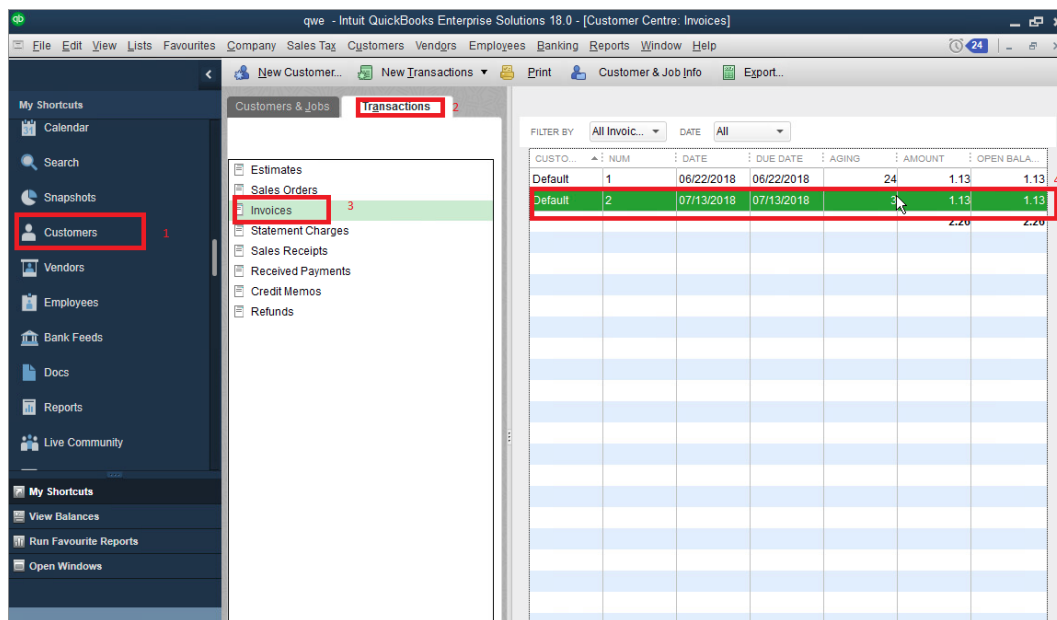 qb qwe - Intuit QuickBooks Enterprise Solutions 18.0 - [Customer Centre: Invoices]
File Edit View Lists Favourites Company Sales Tax Customers Vendors Employees Banking Reports Window Help 24
New Customer... New Transactions Print Customer & Job Info Export...
My Shortcuts
Calendar
Search
Snapshots
Customers 1
Vendors
Employees
Bank Feeds
Docs
Reports
Live Community
My Shortcuts
View Balances
Run Favourite Reports
Open Windows
Customers & Jobs Transactions 2
Estimates
Sales Orders
Invoices 3
Statement Charges
Sales Receipts
Received Payments
Credit Memos
Refunds
FILTER BY All Invoic... DATE All
CUSTO... NUM DATE DUE DATE AGING AMOUNT OPEN BALA...
Default 1 06/22/2018 06/22/2018 24 1.13 1.13 4
Default 2 07/13/2018 07/13/2018 3 1.13 1.13
2.26 2.26